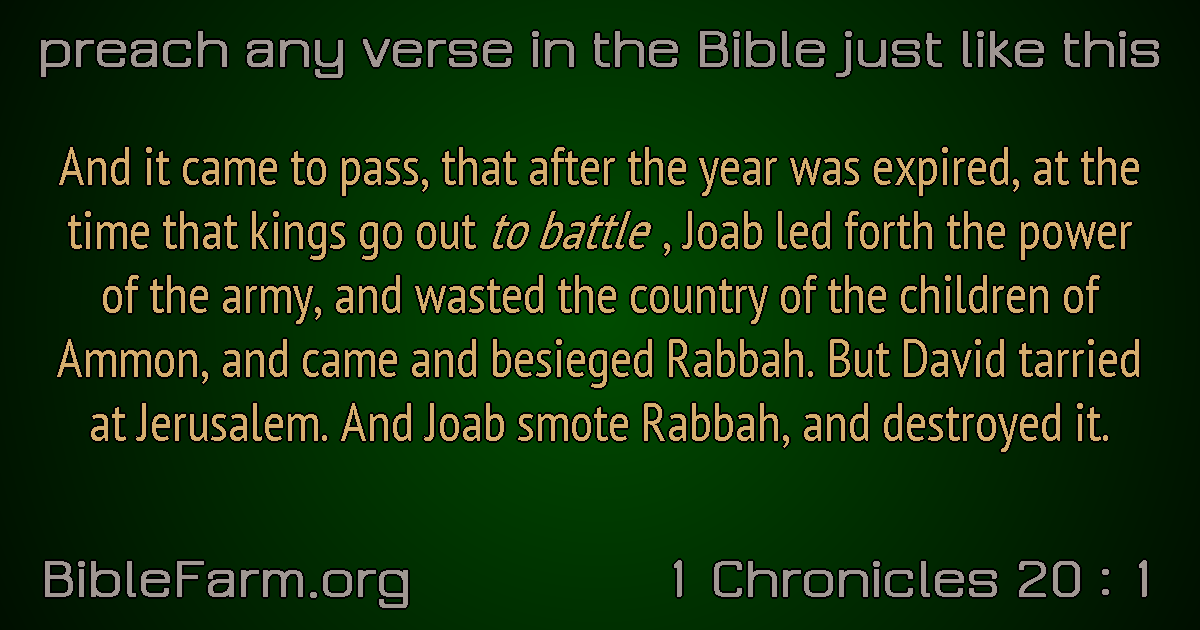 preach any verse in the Bible just like this
And it came to pass, that after the year was expired, at the
time that kings go out to battle , Joab led forth the power
of the army, and wasted the country of the children of
Ammon, and came and besieged Rabbah. But David tarried
at Jerusalem. And Joab smote Rabbah, and destroyed it.
BibleFarm.org
1 Chronicles 20 : 1